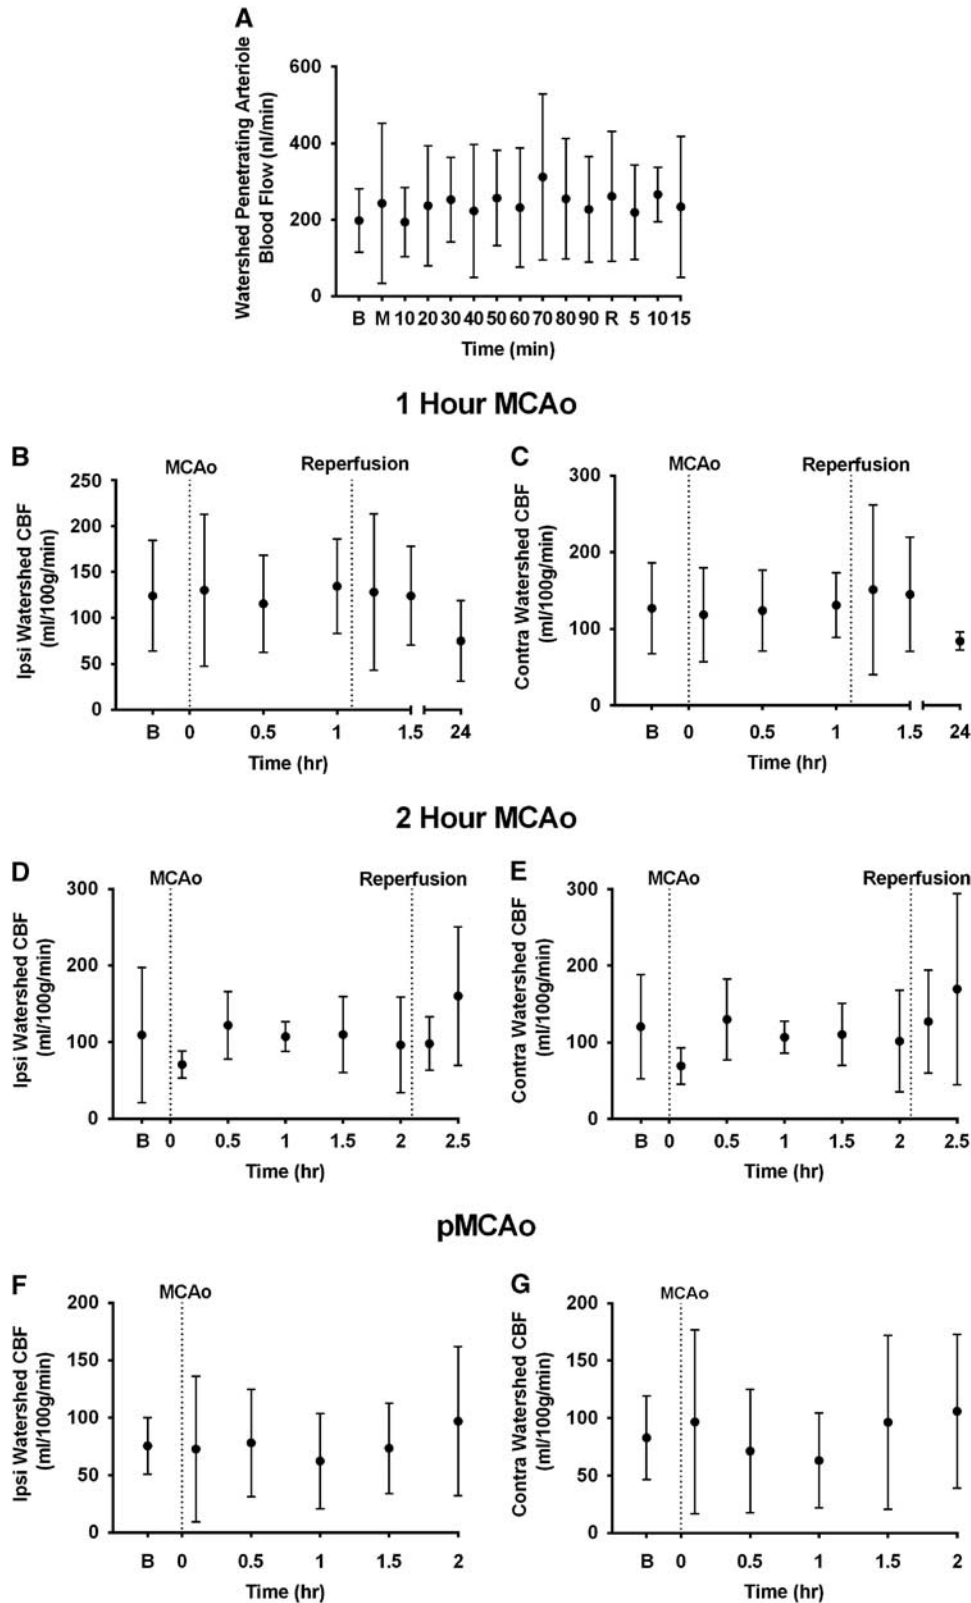 A
Watershed Penetrating Arteriole
Blood Flow (nl/min)
600
400
200
0
B M 10 20 30 40 50 60 70 80 90 R 5 10 15
Time (min)
1 Hour MCAo
B
Ipsi Watershed CBF
(ml/100g/min)
MCAo
Reperfusion
250
200
150
100
50
0
B 0 0.5 1 1.5 24
Time (hr)
C
Contra Watershed CBF
(ml/100g/min)
MCAo
Reperfusion
300
200
100
0
B 0 0.5 1 1.5 24
Time (hr)
2 Hour MCAo
D
Ipsi Watershed CBF
(ml/100g/min)
MCAo
Reperfusion
300
200
100
0
B 0 0.5 1 1.5 2 2.5
Time (hr)
E
Contra Watershed CBF
(ml/100g/min)
MCAo
Reperfusion
300
200
100
0
B 0 0.5 1 1.5 2 2.5
Time (hr)
pMCAo
F
Ipsi Watershed CBF
(ml/100g/min)
MCAo
200
150
100
50
0
B 0 0.5 1 1.5 2
Time (hr)
G
Contra Watershed CBF
(ml/100g/min)
MCAo
200
150
100
50
0
B 0 0.5 1 1.5 2
Time (hr)